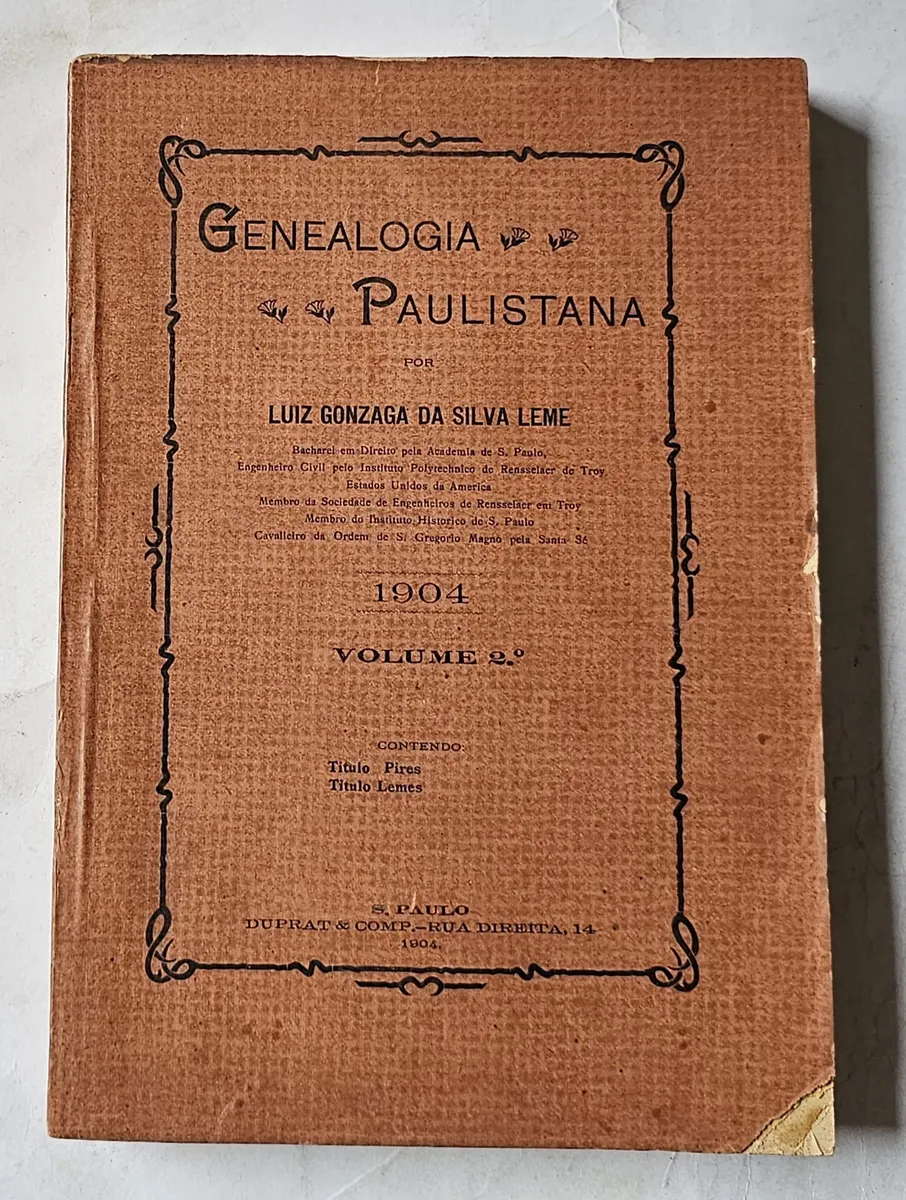 GENEALOGIA
PAULISTANA
POR
LUIZ GONZAGA DA SILVA LEME
Bacharel em Direito pela Academia de S. Paulo,
Engenheiro Civil pelo Instituto Polytechnico de Rensselaer de Troy
Estados Unidos da America
Membro da Sociedade de Engenheiros de Rensselaer em Troy
Membro do Instituto Historico de S. Paulo
Cavalleiro da Ordem de S. Gregorio Magno pela Santa Sé
1904
VOLUME 2.º
CONTENDO:
Titulo Pires
Titulo Lemes
S. PAULO
DUPRAT & COMP.—RUA DIREITA, 14
1904.